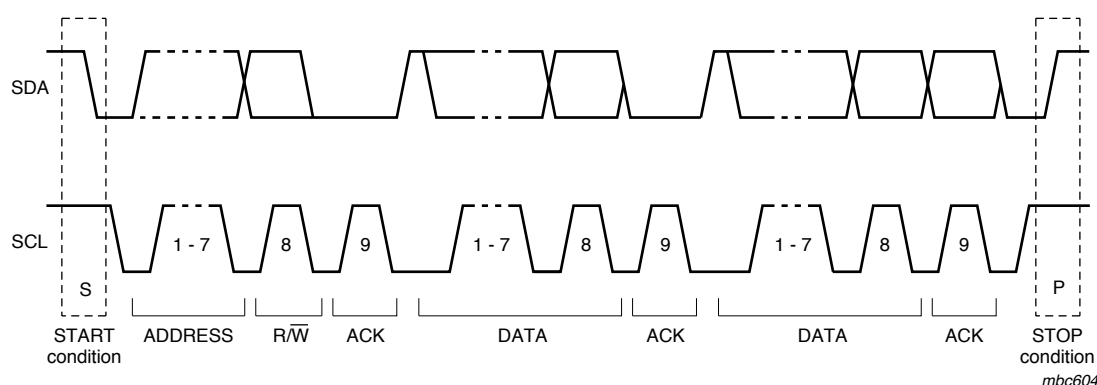 SDA
SCL
1 - 7
8
9
1 - 7
8
9
1 - 7
8
9
S
P
START
condition
ADDRESS
R/W̅
ACK
DATA
ACK
DATA
ACK
STOP
condition
mbc604